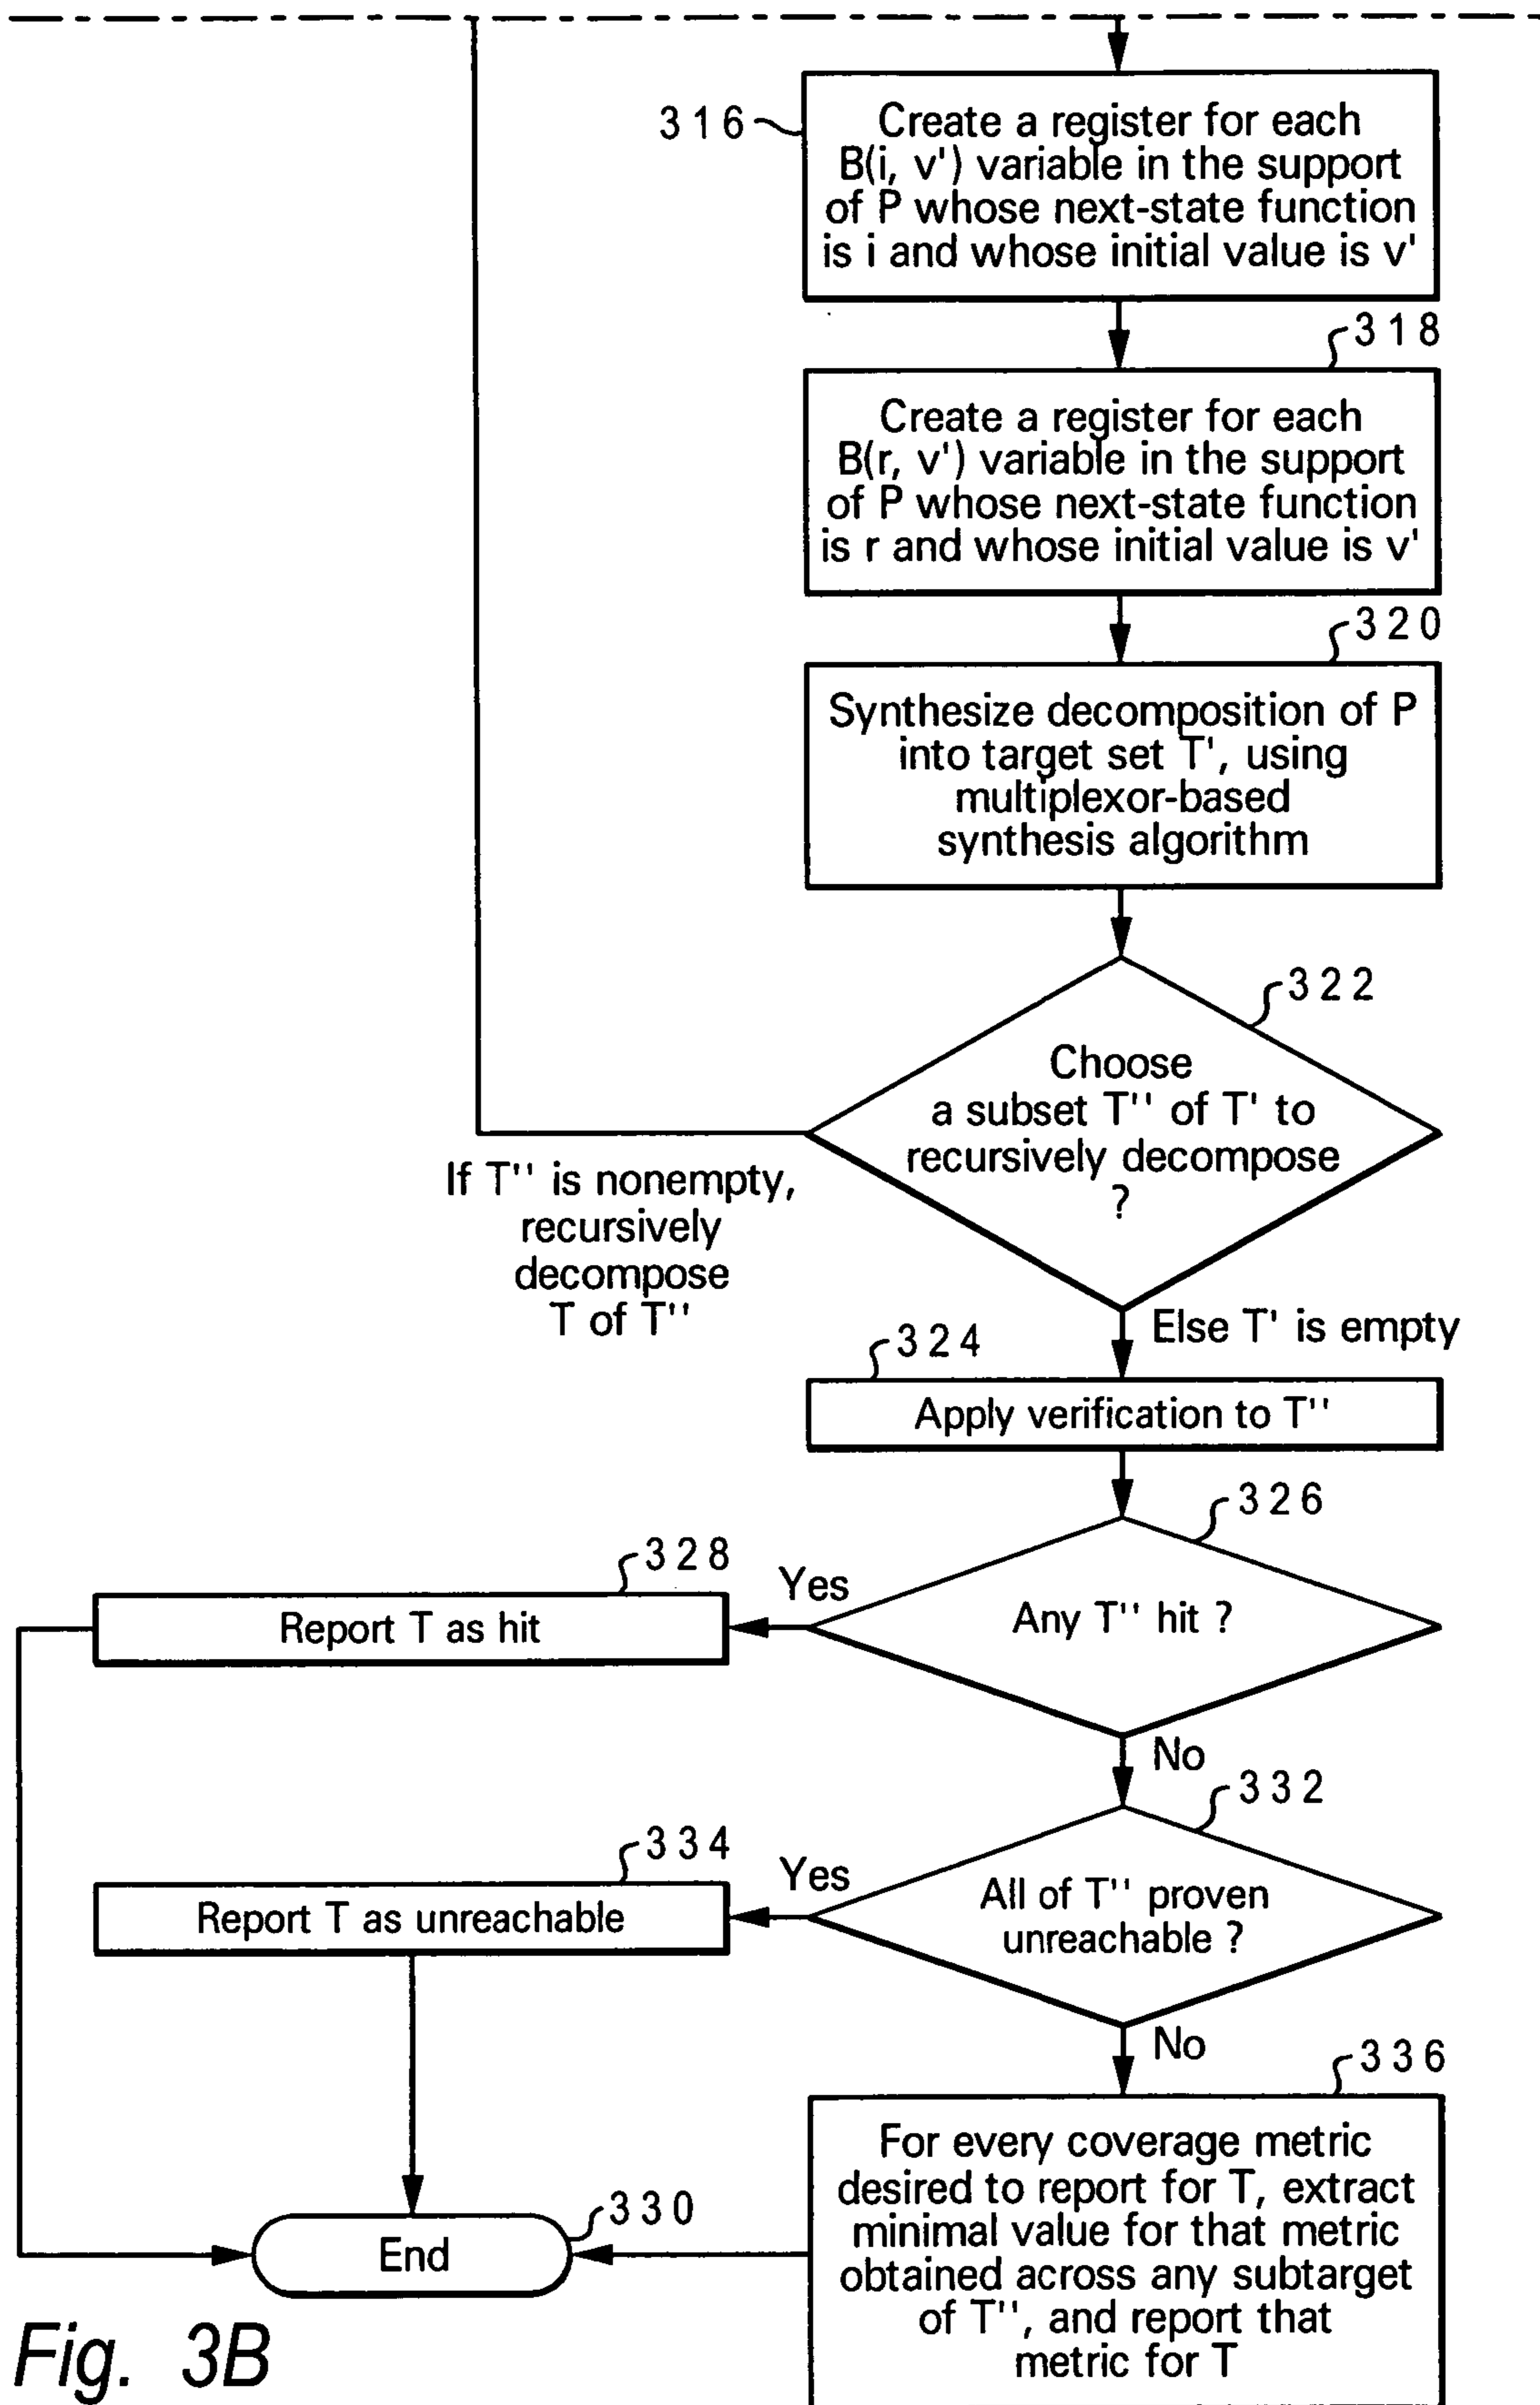 316
Create a register for each
B(i, v') variable in the support
of P whose next-state function
is i and whose initial value is v'
318
Create a register for each
B(r, v') variable in the support
of P whose next-state function
is r and whose initial value is v'
320
Synthesize decomposition of P
into target set T', using
multiplexor-based
synthesis algorithm
322
Choose
a subset T'' of T' to
recursively decompose
?
If T'' is nonempty,
recursively
decompose
T of T''
Else T' is empty
324
Apply verification to T''
326
Any T'' hit ?
Yes
328
Report T as hit
No
332
All of T'' proven
unreachable ?
Yes
334
Report T as unreachable
No
336
For every coverage metric
desired to report for T, extract
minimal value for that metric
obtained across any subtarget
of T'', and report that
metric for T
330
End
Fig. 3B